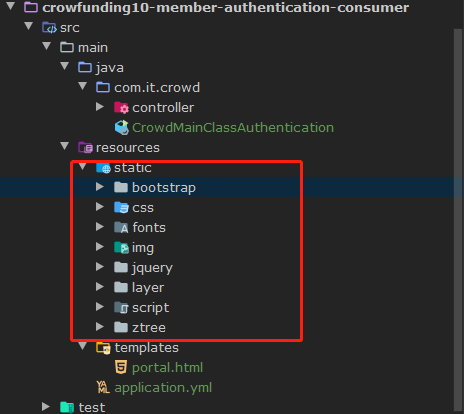 crowfunding10-member-authentication-consumer
src
main
java
com.it.crowd
controller
CrowdMainClassAuthentication
resources
static
bootstrap
css
fonts
img
jquery
layer
script
ztree
templates
portal.html
application.yml
test